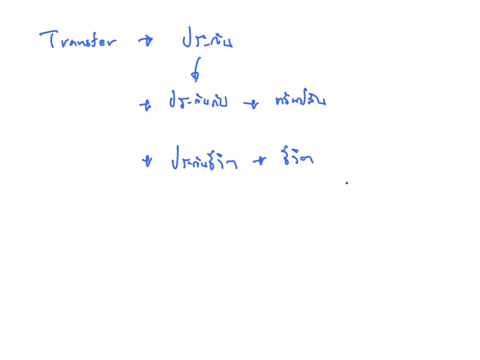 Transfer → ประกัน
↓
→ ประกันภัย → ทรัพย์สิน
→ ประกันชีวิต → ชีวิต